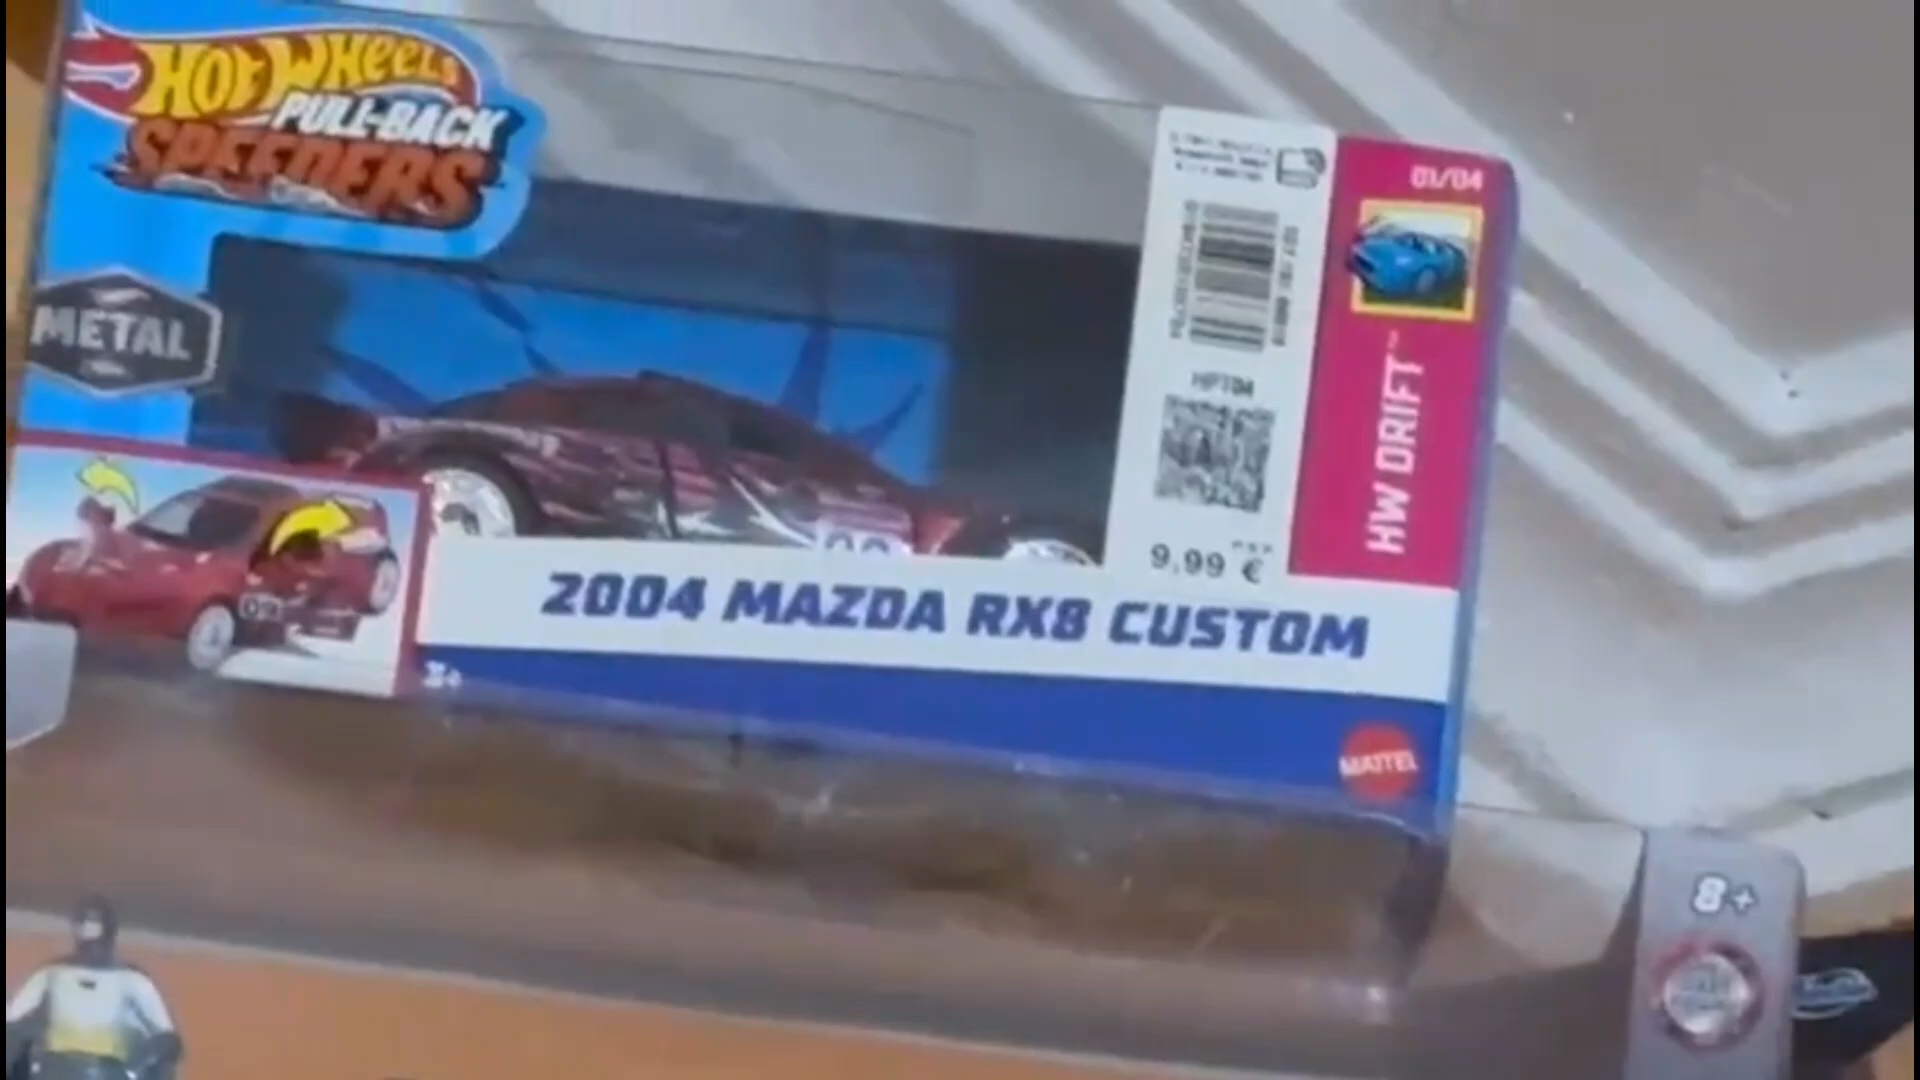 HOT WHEELS
PULL-BACK
SPEEDERS
METAL
01/04
HW DRIFT™
HPT04
9,99 €
2004 MAZDA RX8 CUSTOM
3+
MATTEL
8+